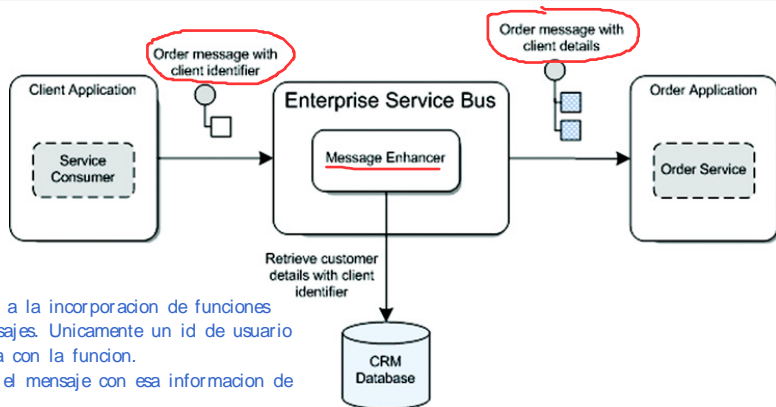 Order message with
client identifier
Order message with
client details
Client Application
Service
Consumer
Enterprise Service Bus
Message Enhancer
Order Application
Order Service
Retrieve customer
details with client
identifier
CRM
Database
a la incorporacion de funciones
sajes. Unicamente un id de usuario
a con la funcion.
el mensaje con esa informacion de